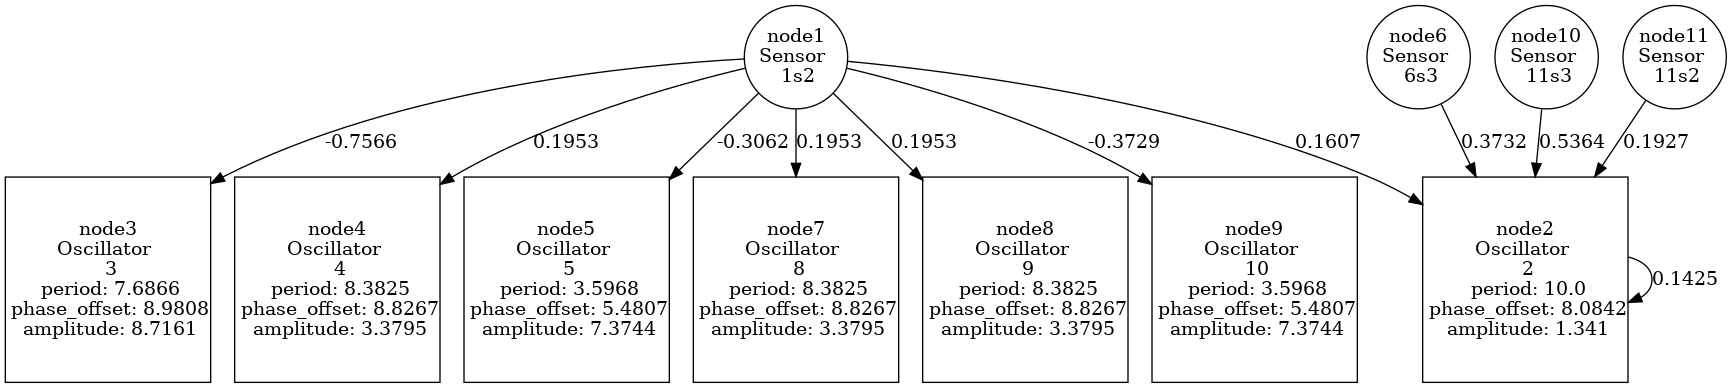 node1
Sensor
1s2
node6
Sensor
6s3
node10
Sensor
11s3
node11
Sensor
11s2
-0.7566
0.1953
-0.3062
0.1953
0.1953
-0.3729
0.1607
0.3732
0.5364
0.1927
node3
Oscillator
3
period: 7.6866
phase_offset: 8.9808
amplitude: 8.7161
node4
Oscillator
4
period: 8.3825
phase_offset: 8.8267
amplitude: 3.3795
node5
Oscillator
5
period: 3.5968
phase_offset: 5.4807
amplitude: 7.3744
node7
Oscillator
8
period: 8.3825
phase_offset: 8.8267
amplitude: 3.3795
node8
Oscillator
9
period: 8.3825
phase_offset: 8.8267
amplitude: 3.3795
node9
Oscillator
10
period: 3.5968
phase_offset: 5.4807
amplitude: 7.3744
node2
Oscillator
2
period: 10.0
phase_offset: 8.0842
amplitude: 1.341
0.1425